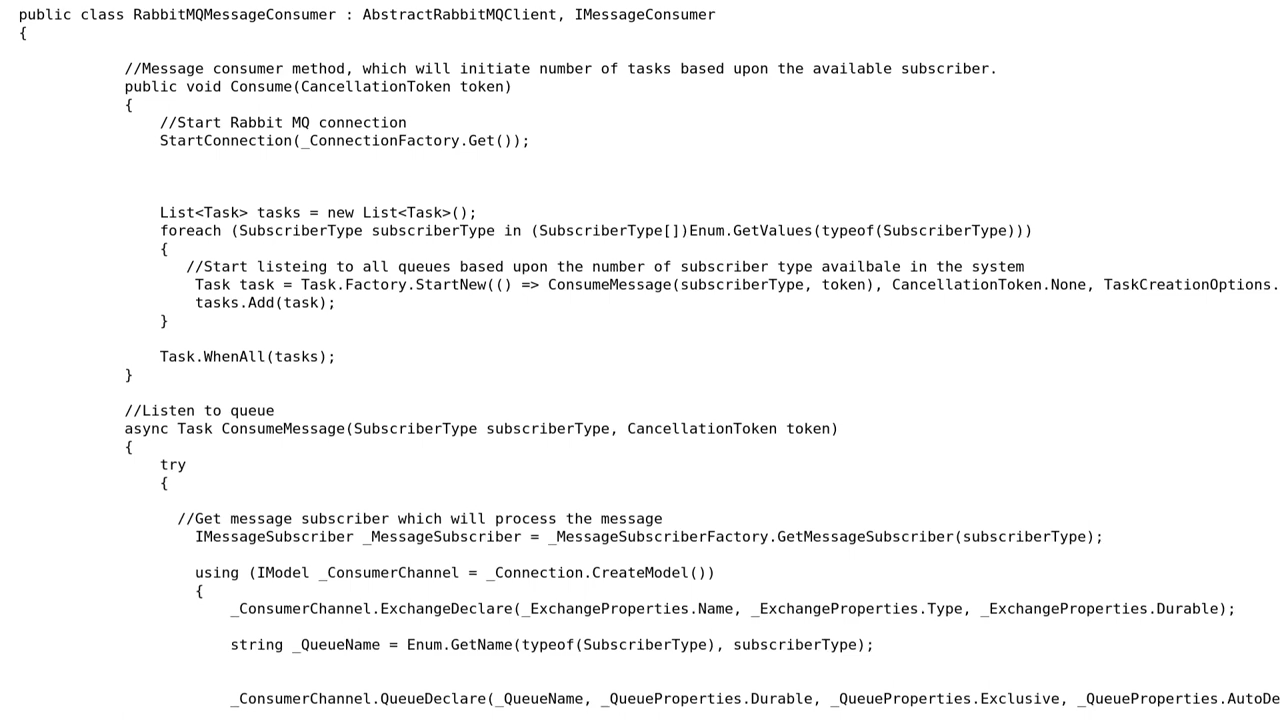 public class RabbitMQMessageConsumer : AbstractRabbitMQClient, IMessageConsumer
{
//Message consumer method, which will initiate number of tasks based upon the available subscriber.
public void Consume(CancellationToken token)
{
//Start Rabbit MQ connection
StartConnection(_ConnectionFactory.Get());
List<Task> tasks = new List<Task>();
foreach (SubscriberType subscriberType in (SubscriberType[])Enum.GetValues(typeof(SubscriberType)))
{
//Start listeing to all queues based upon the number of subscriber type availbale in the system
Task task = Task.Factory.StartNew(() => ConsumeMessage(subscriberType, token), CancellationToken.None, TaskCreationOptions.
tasks.Add(task);
}
Task.WhenAll(tasks);
}
//Listen to queue
async Task ConsumeMessage(SubscriberType subscriberType, CancellationToken token)
{
try
{
//Get message subscriber which will process the message
IMessageSubscriber _MessageSubscriber = _MessageSubscriberFactory.GetMessageSubscriber(subscriberType);
using (IModel _ConsumerChannel = _Connection.CreateModel())
{
_ConsumerChannel.ExchangeDeclare(_ExchangeProperties.Name, _ExchangeProperties.Type, _ExchangeProperties.Durable);
string _QueueName = Enum.GetName(typeof(SubscriberType), subscriberType);
_ConsumerChannel.QueueDeclare(_QueueName, _QueueProperties.Durable, _QueueProperties.Exclusive, _QueueProperties.AutoDe